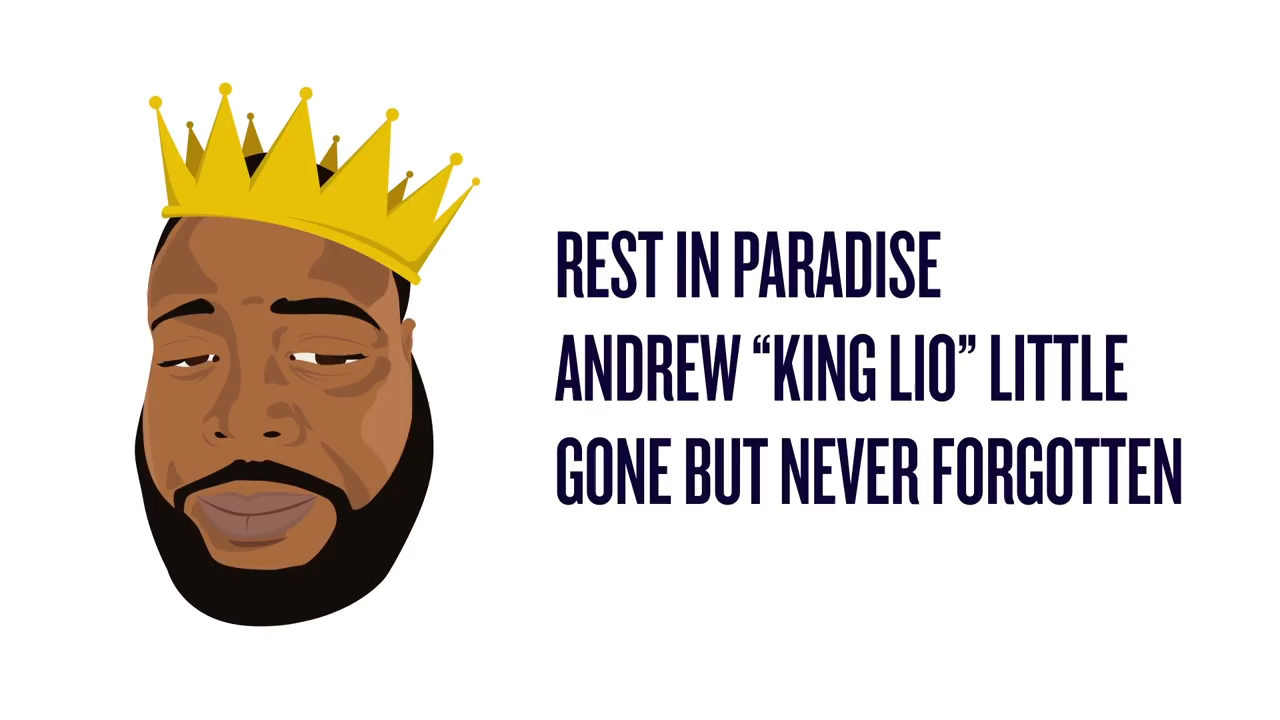 REST IN PARADISE
ANDREW “KING LIO” LITTLE
GONE BUT NEVER FORGOTTEN